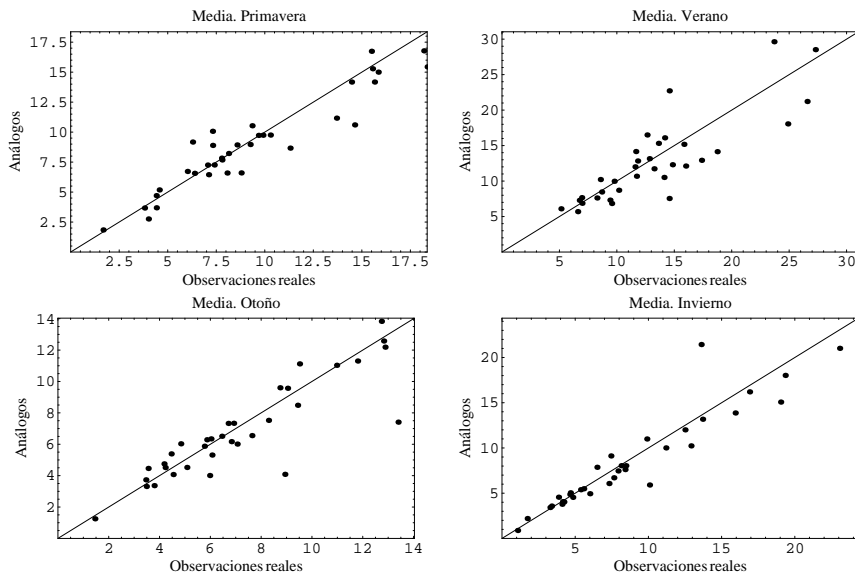 Media. Primavera
17.5
15
12.5
10
7.5
5
2.5
Análogos
2.5 5 7.5 10 12.5 15 17.5
Observaciones reales
Media. Verano
30
25
20
15
10
5
Análogos
5 10 15 20 25 30
Observaciones reales
Media. Otoño
14
12
10
8
6
4
2
Análogos
2 4 6 8 10 12 14
Observaciones reales
Media. Invierno
20
15
10
5
Análogos
5 10 15 20
Observaciones reales